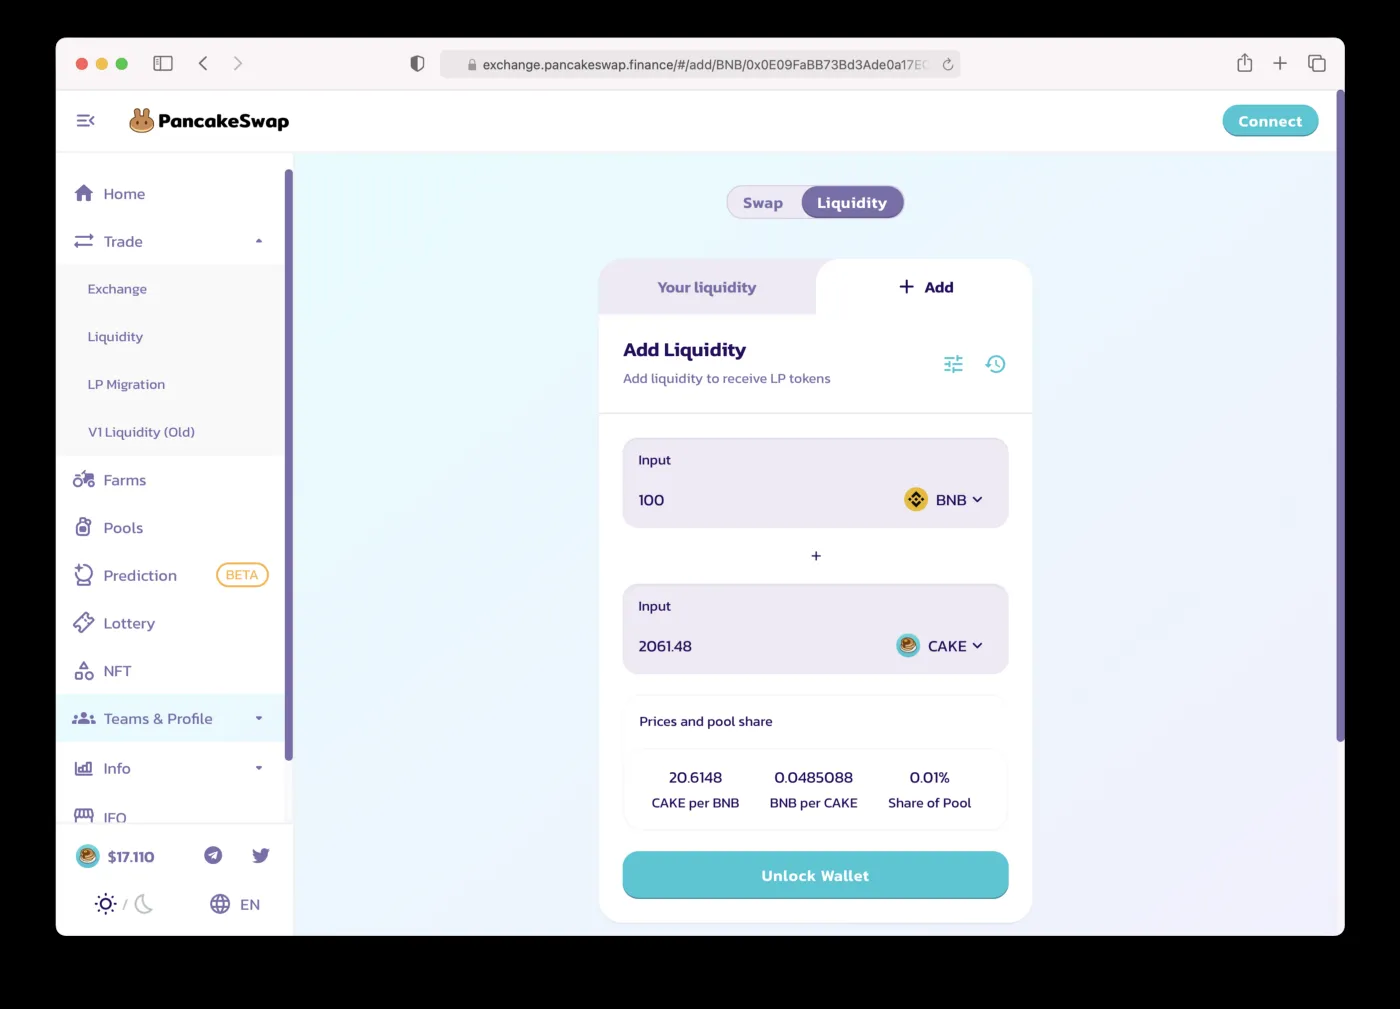 exchange.pancakeswap.finance/#/add/BNB/0x0E09FaBB73Bd3Ade0a17E
PancakeSwap
Connect
Home
Trade
Exchange
Liquidity
LP Migration
V1 Liquidity (Old)
Farms
Pools
Prediction BETA
Lottery
NFT
Teams & Profile
Info
IFO
$17.110
/
EN
Swap Liquidity
Your liquidity + Add
Add Liquidity
Add liquidity to receive LP tokens
Input
100 BNB
+
Input
2061.48 CAKE
Prices and pool share
20.6148 0.0485088 0.01%
CAKE per BNB BNB per CAKE Share of Pool
Unlock Wallet